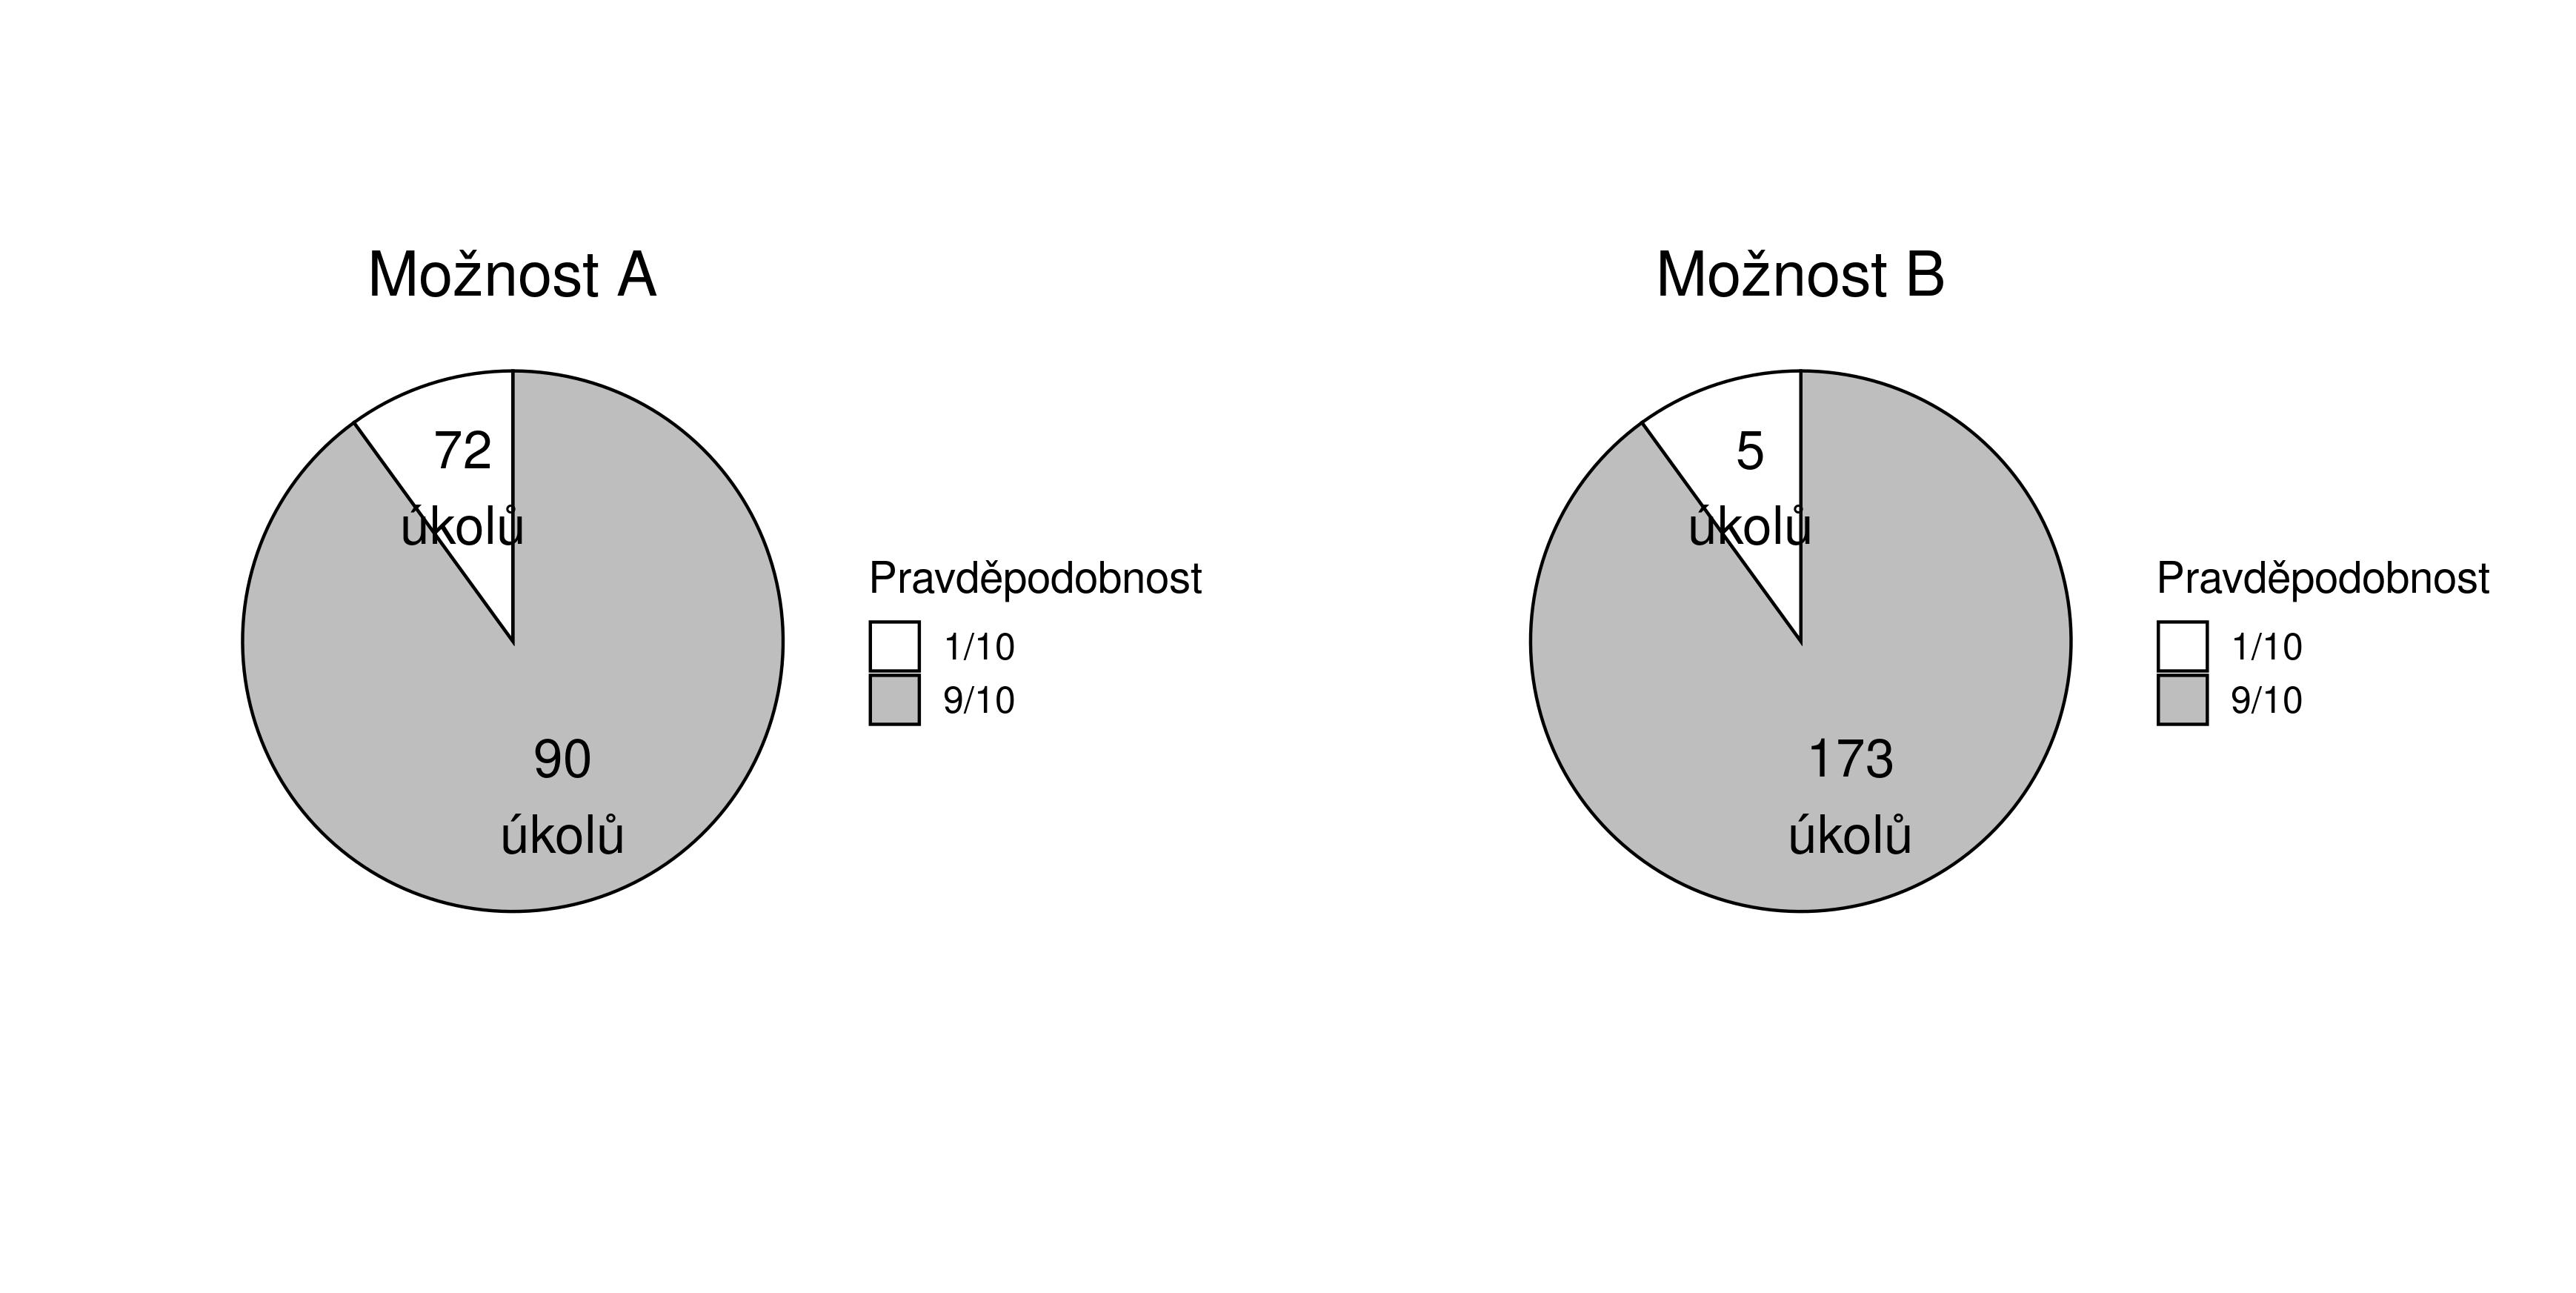 Možnost A
72
úkolů
90
úkolů
Pravděpodobnost
1/10
9/10
Možnost B
5
úkolů
173
úkolů
Pravděpodobnost
1/10
9/10